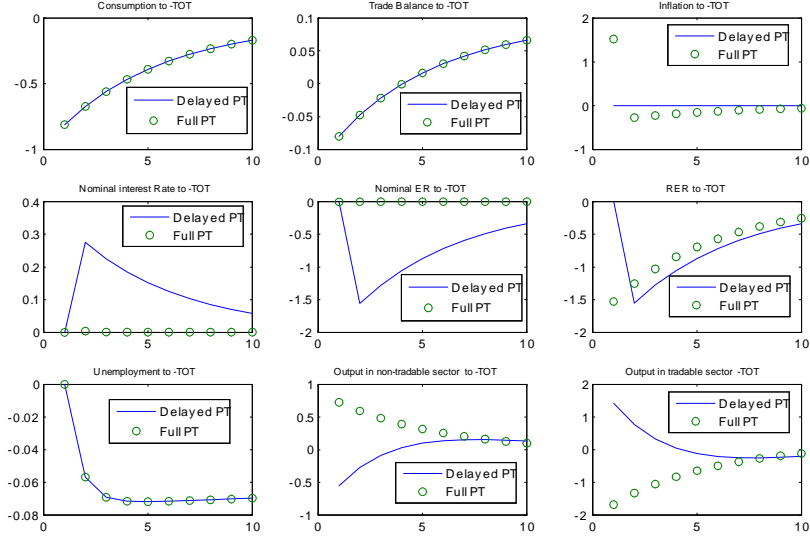 Consumption to -TOT
0
-0.5
-1
0 5 10
Delayed PT
Full PT
Trade Balance to -TOT
0.1
0.05
0
-0.05
-0.1
0 5 10
Delayed PT
Full PT
Inflation to -TOT
2
1
0
-1
0 5 10
Delayed PT
Full PT
Nominal interest Rate to -TOT
0.4
0.3
0.2
0.1
0
0 5 10
Delayed PT
Full PT
Nominal ER to -TOT
0
-0.5
-1
-1.5
-2
0 5 10
Delayed PT
Full PT
RER to -TOT
0
-0.5
-1
-1.5
-2
0 5 10
Delayed PT
Full PT
Unemployment to -TOT
0
-0.02
-0.04
-0.06
-0.08
0 5 10
Delayed PT
Full PT
Output in non-tradable sector to -TOT
1
0.5
0
-0.5
-1
0 5 10
Delayed PT
Full PT
Output in tradable sector -TOT
2
1
0
-1
-2
0 5 10
Delayed PT
Full PT